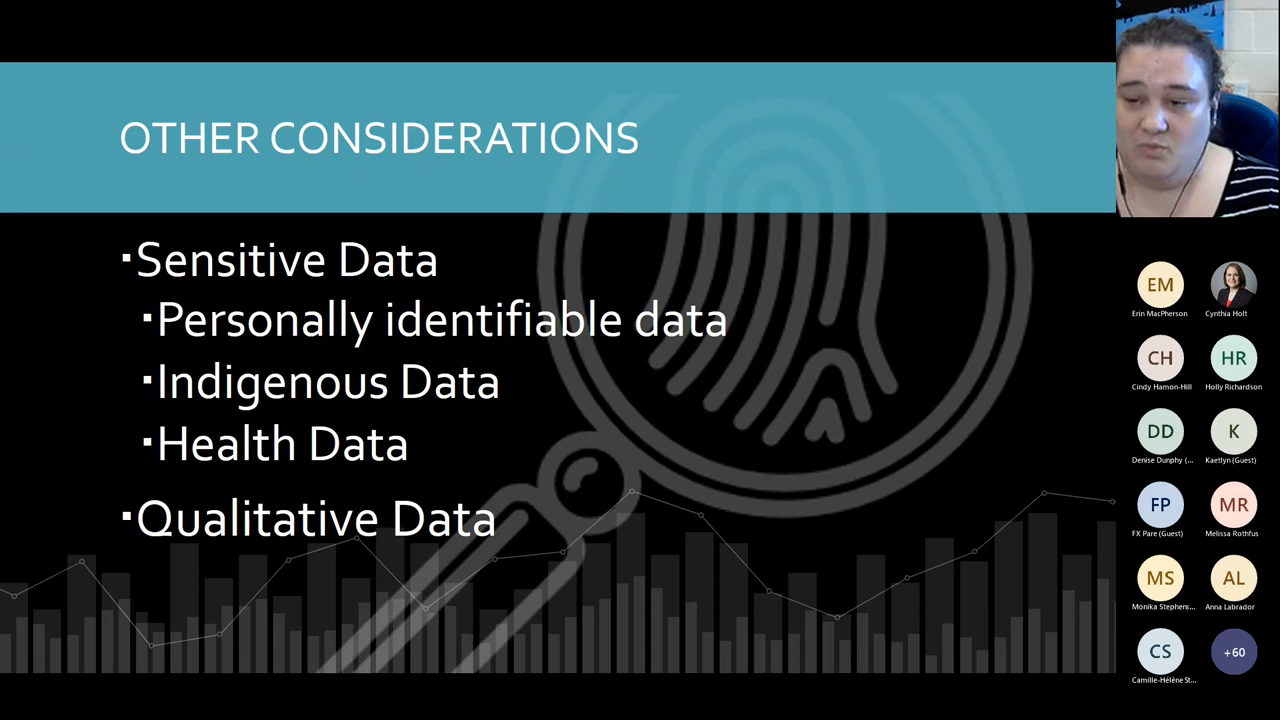 OTHER CONSIDERATIONS
▪Sensitive Data
▪Personally identifiable data
▪Indigenous Data
▪Health Data
▪Qualitative Data
EM
Erin MacPherson
Cynthia Holt
CH
Cindy Hamon-Hill
HR
Holly Richardson
DD
Denise Dunphy (...
K
Kaetlyn (Guest)
FP
FX Pare (Guest)
MR
Melissa Rothfus
MS
Monika Stephens...
AL
Anna Labrador
CS
Camille-Hélène St...
+60